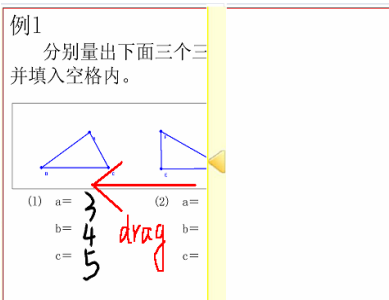 例1
分别量出下面三个三
并填入空格内。
(1) a= 3 (2) a=
b= 4 drag b=
c= 5 c=